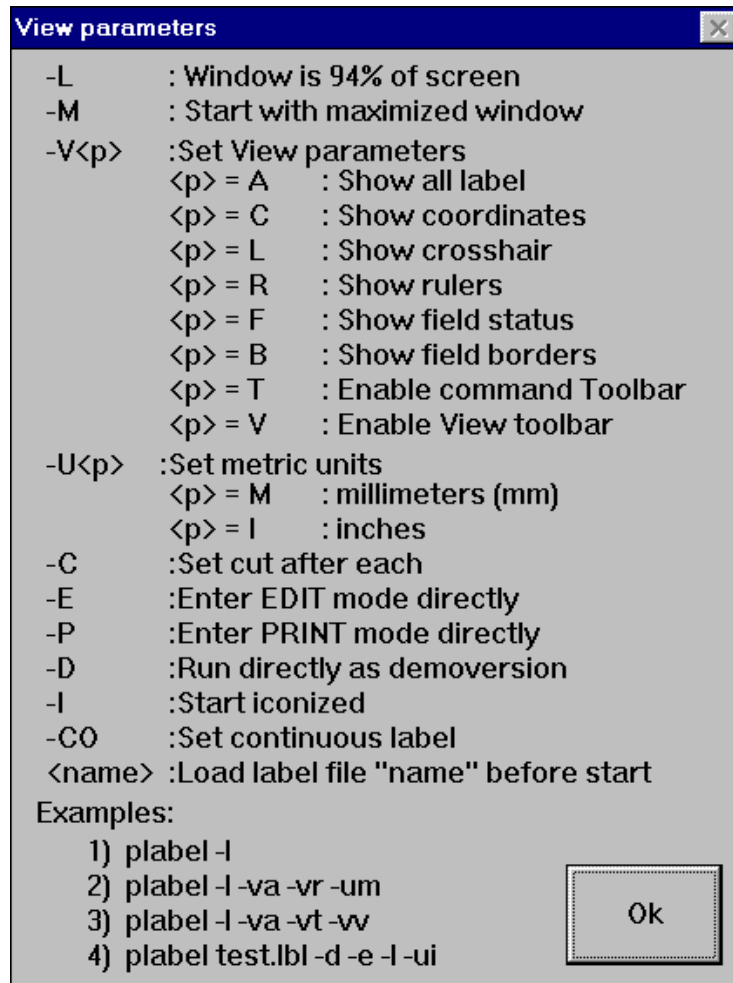 View parameters
-L : Window is 94% of screen
-M : Start with maximized window
-V<p> :Set View parameters
<p> = A : Show all label
<p> = C : Show coordinates
<p> = L : Show crosshair
<p> = R : Show rulers
<p> = F : Show field status
<p> = B : Show field borders
<p> = T : Enable command Toolbar
<p> = V : Enable View toolbar
-U<p> :Set metric units
<p> = M : millimeters (mm)
<p> = I : inches
-C :Set cut after each
-E :Enter EDIT mode directly
-P :Enter PRINT mode directly
-D :Run directly as demoversion
-I :Start iconized
-CO :Set continuous label
<name> :Load label file "name" before start
Examples:
1) plabel -l
2) plabel -l -va -vr -um
3) plabel -l -va -vt -vv
4) plabel test.lbl -d -e -l -ui
Ok